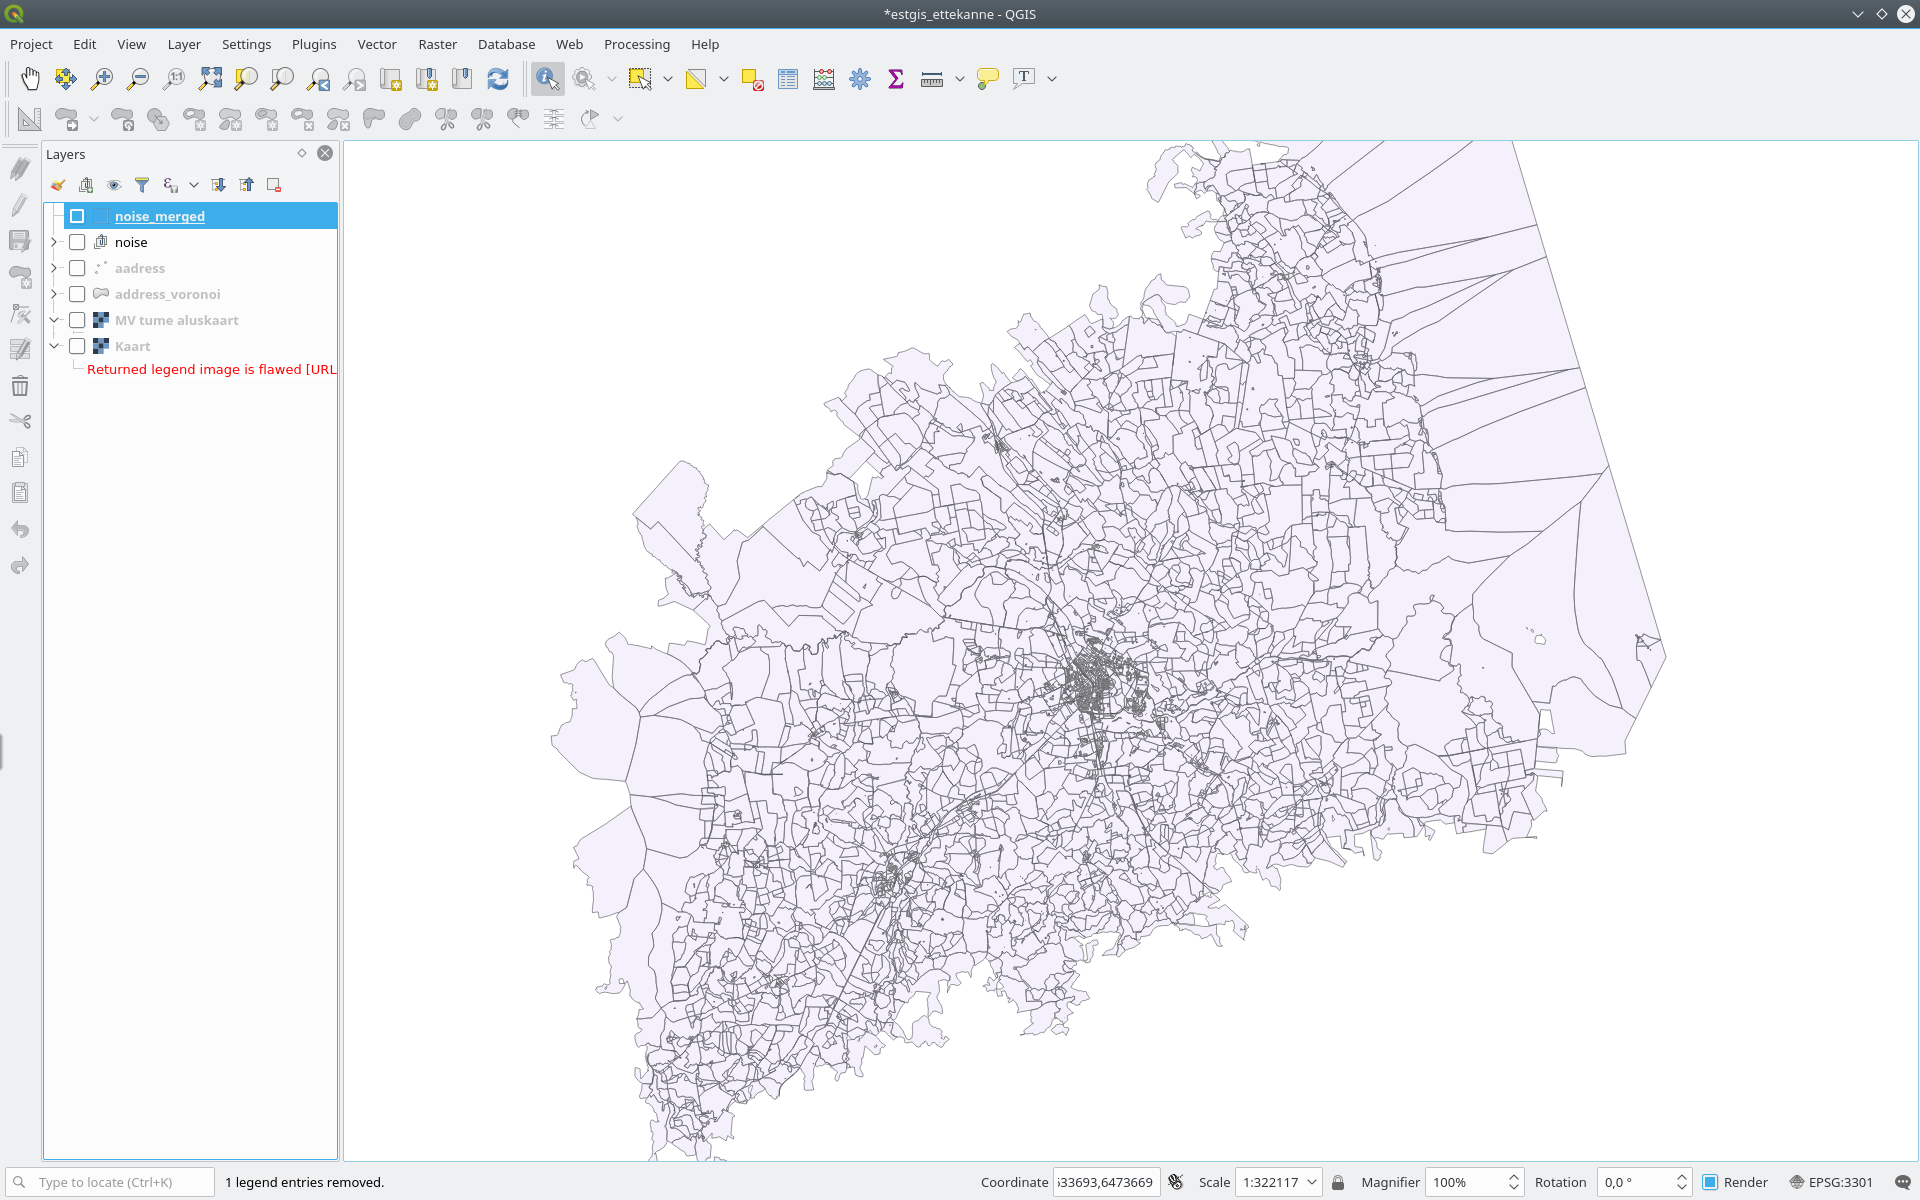 *estgis_ettekanne - QGIS
Project Edit View Layer Settings Plugins Vector Raster Database Web Processing Help
Layers
noise_merged
noise
aadress
address_voronoi
MV tume aluskaart
Kaart
Returned legend image is flawed [URL
Type to locate (Ctrl+K) 1 legend entries removed. Coordinate 33693,6473669 Scale 1:322117 Magnifier 100% Rotation 0,0 ° Render EPSG:3301